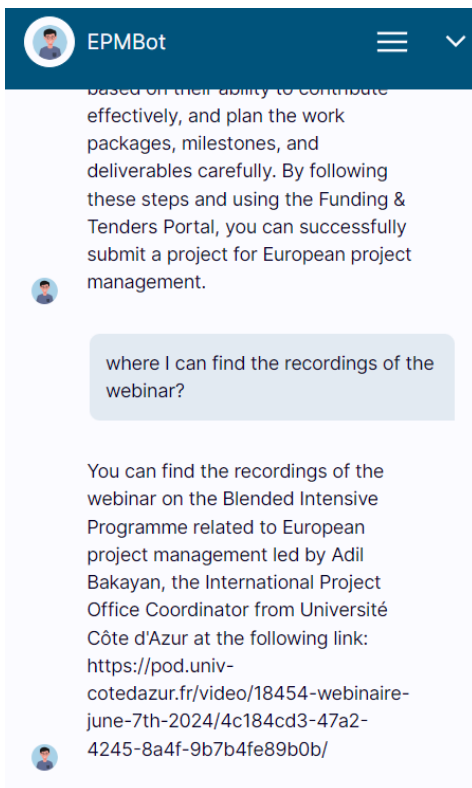 EPMBot
based on their ability to contribute
effectively, and plan the work
packages, milestones, and
deliverables carefully. By following
these steps and using the Funding &
Tenders Portal, you can successfully
submit a project for European project
management.
where I can find the recordings of the
webinar?
You can find the recordings of the
webinar on the Blended Intensive
Programme related to European
project management led by Adil
Bakayan, the International Project
Office Coordinator from Université
Côte d'Azur at the following link:
https://pod.univ-
cotedazur.fr/video/18454-webinaire-
june-7th-2024/4c184cd3-47a2-
4245-8a4f-9b7b4fe89b0b/